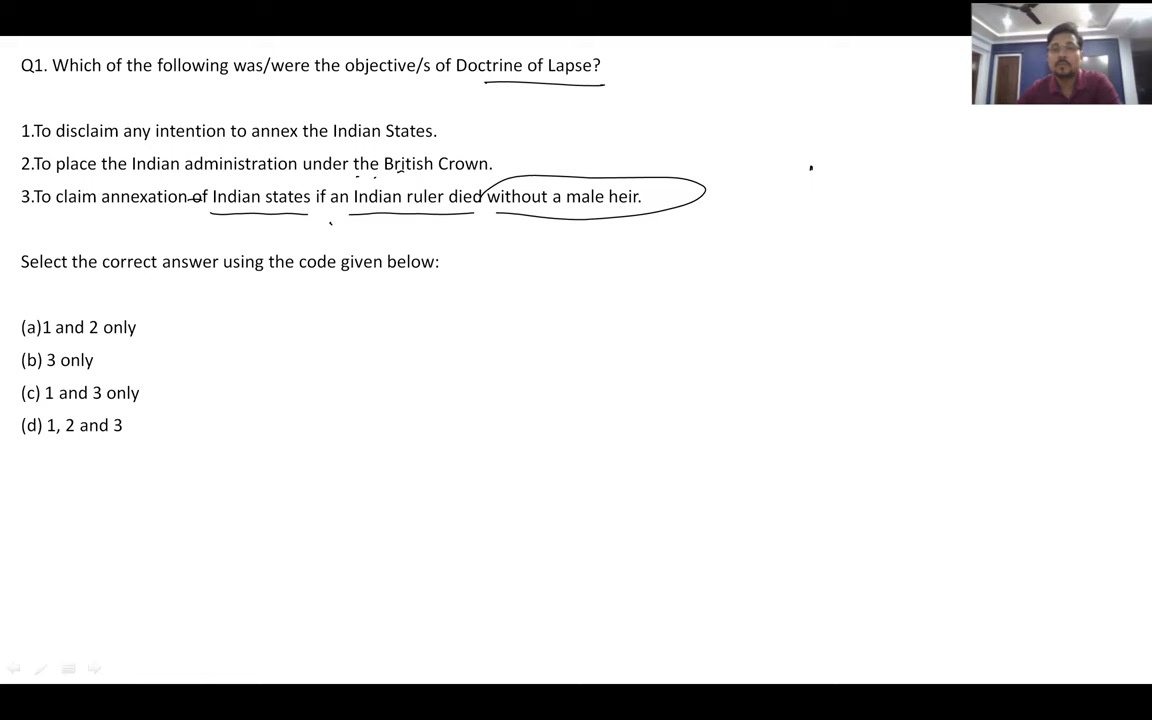 Q1. Which of the following was/were the objective/s of Doctrine of Lapse?
1.To disclaim any intention to annex the Indian States.
2.To place the Indian administration under the British Crown.
3.To claim annexation of Indian states if an Indian ruler died without a male heir.
Select the correct answer using the code given below:
(a)1 and 2 only
(b) 3 only
(c) 1 and 3 only
(d) 1, 2 and 3